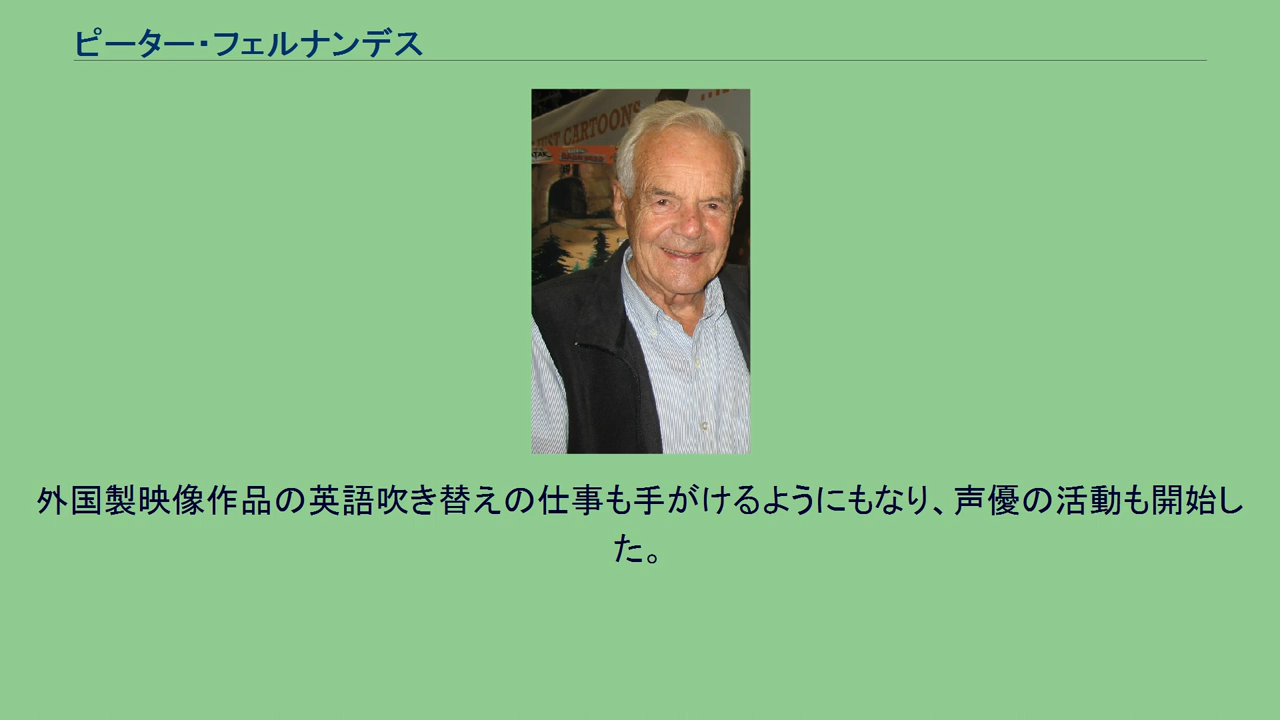 ピーター・フェルナンデス
JUST CARTOONS
外国製映像作品の英語吹き替えの仕事も手がけるようにもなり、声優の活動も開始し
た。